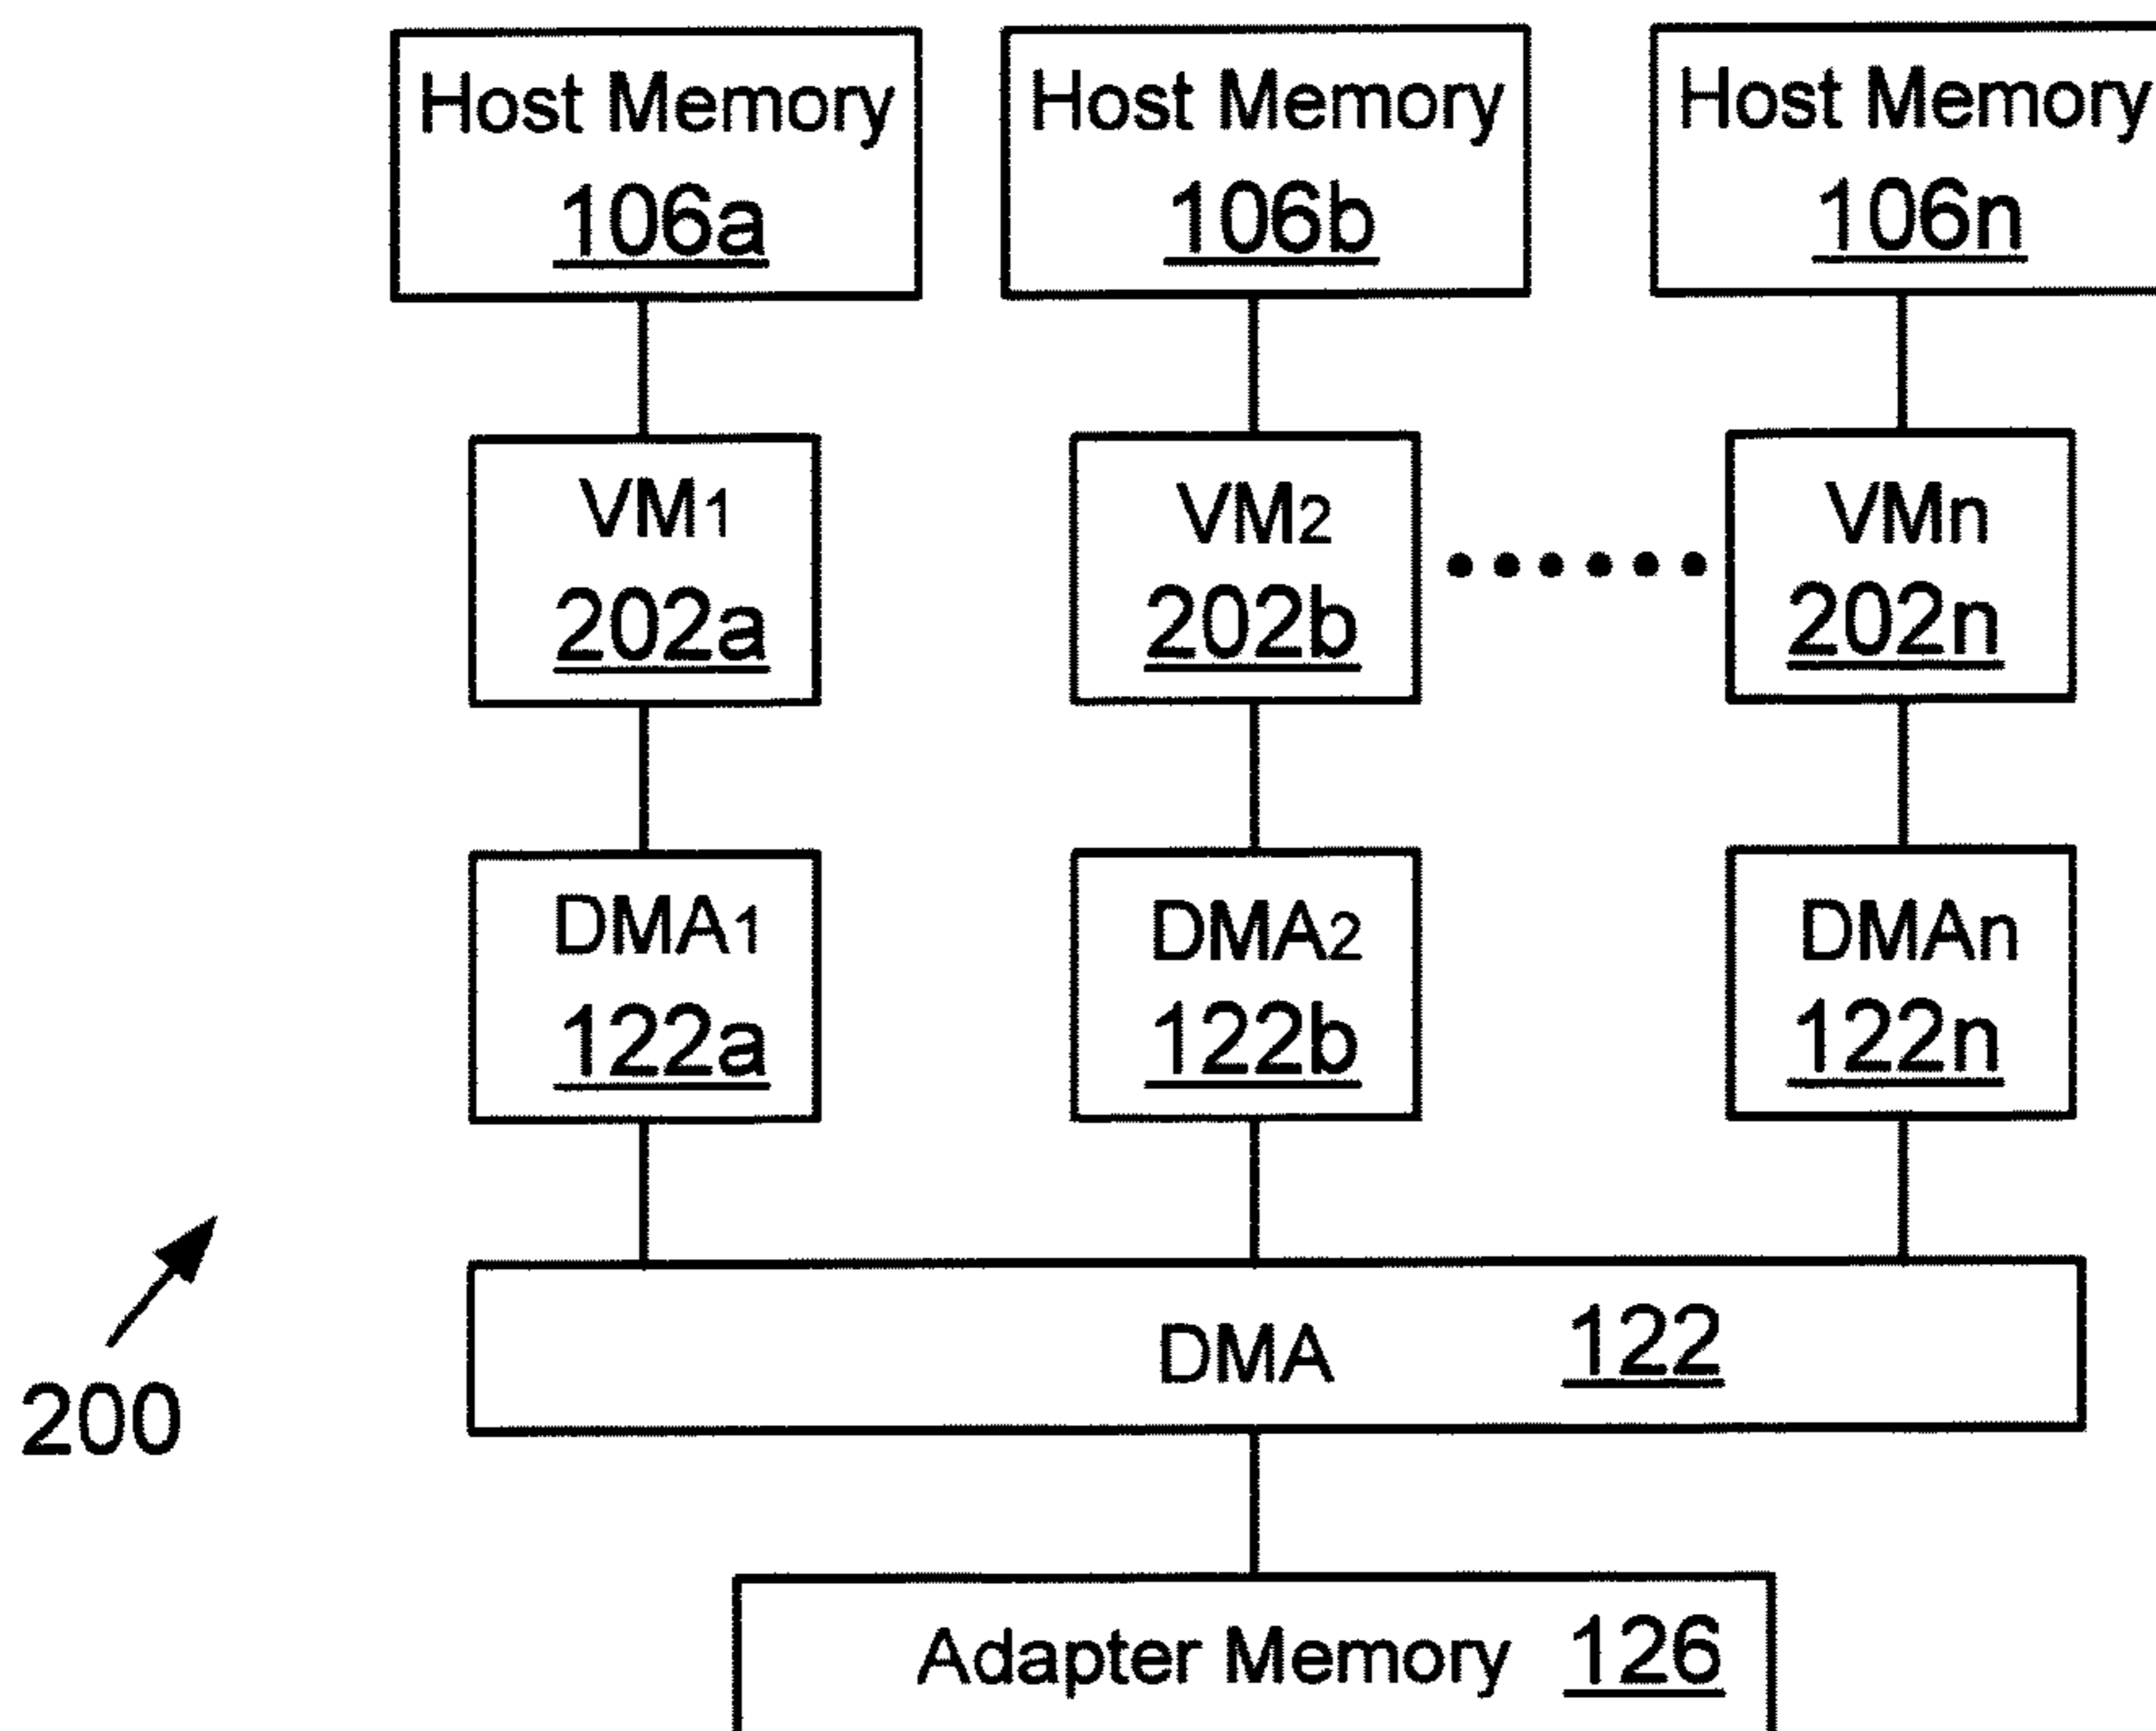 Host Memory Host Memory Host Memory
106a 106b 106n
VM1 VM2 VMn
202a 202b 202n
DMA1 DMA2 DMAn
122a 122b 122n
DMA 122
200
Adapter Memory 126